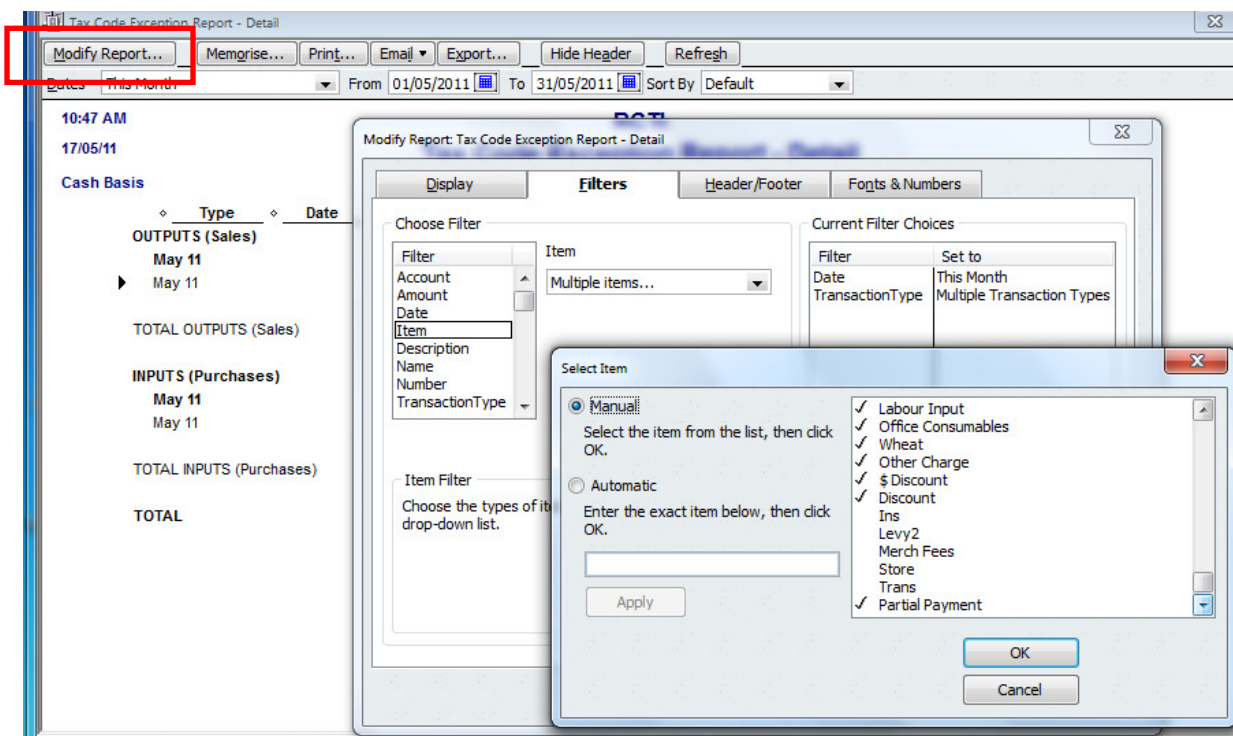 Tax Code Exception Report - Detail
Modify Report... Memorise... Print... Email Export... Hide Header Refresh
Dates This Month From 01/05/2011 To 31/05/2011 Sort By Default
10:47 AM
17/05/11
Cash Basis
Type Date
OUTPUTS (Sales)
May 11
May 11
TOTAL OUTPUTS (Sales)
INPUTS (Purchases)
May 11
May 11
TOTAL INPUTS (Purchases)
TOTAL
Tax Code Exception Report - Detail
Modify Report: Tax Code Exception Report - Detail
Display Filters Header/Footer Fonts & Numbers
Choose Filter
Filter
Account
Amount
Date
Item
Description
Name
Number
TransactionType
Item
Multiple items...
Item Filter
Choose the types of
drop-down list.
Current Filter Choices
Filter Set to
Date This Month
TransactionType Multiple Transaction Types
Select Item
Manual
Select the item from the list, then click
OK.
Automatic
Enter the exact item below, then click
OK.
Apply
✓ Labour Input
✓ Office Consumables
✓ Wheat
✓ Other Charge
✓ $ Discount
✓ Discount
Ins
Levy2
Merch Fees
Store
Trans
✓ Partial Payment
OK
Cancel